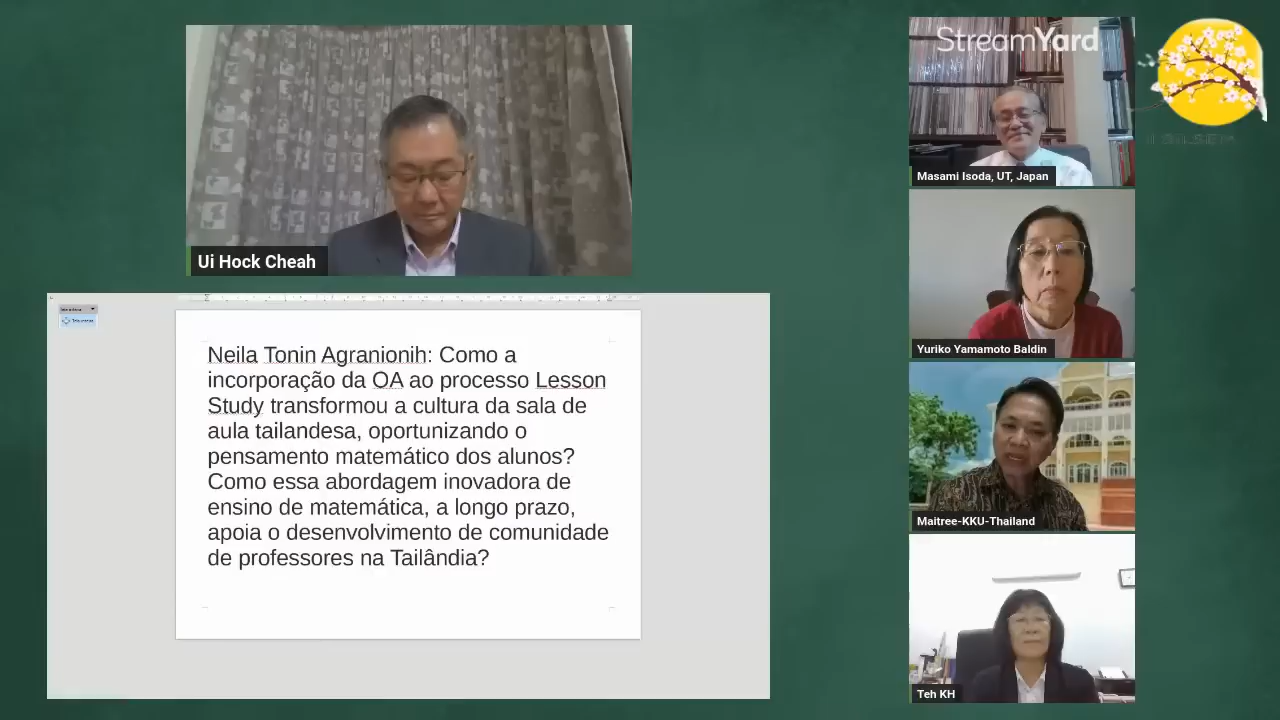 StreamYard
Masami Isoda, UT, Japan
Ui Hock Cheah
Yuriko Yamamoto Baldin
Neila Tonin Agranionih: Como a
incorporação da OA ao processo Lesson
Study transformou a cultura da sala de
aula tailandesa, oportunizando o
pensamento matemático dos alunos?
Como essa abordagem inovadora de
ensino de matemática, a longo prazo,
apoia o desenvolvimento de comunidade
de professores na Tailândia?
Maitree-KKU-Thailand
Teh KH